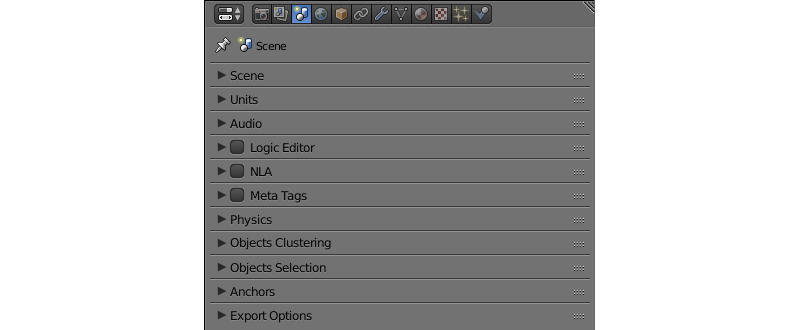 Scene
Scene
Units
Audio
Logic Editor
NLA
Meta Tags
Physics
Objects Clustering
Objects Selection
Anchors
Export Options